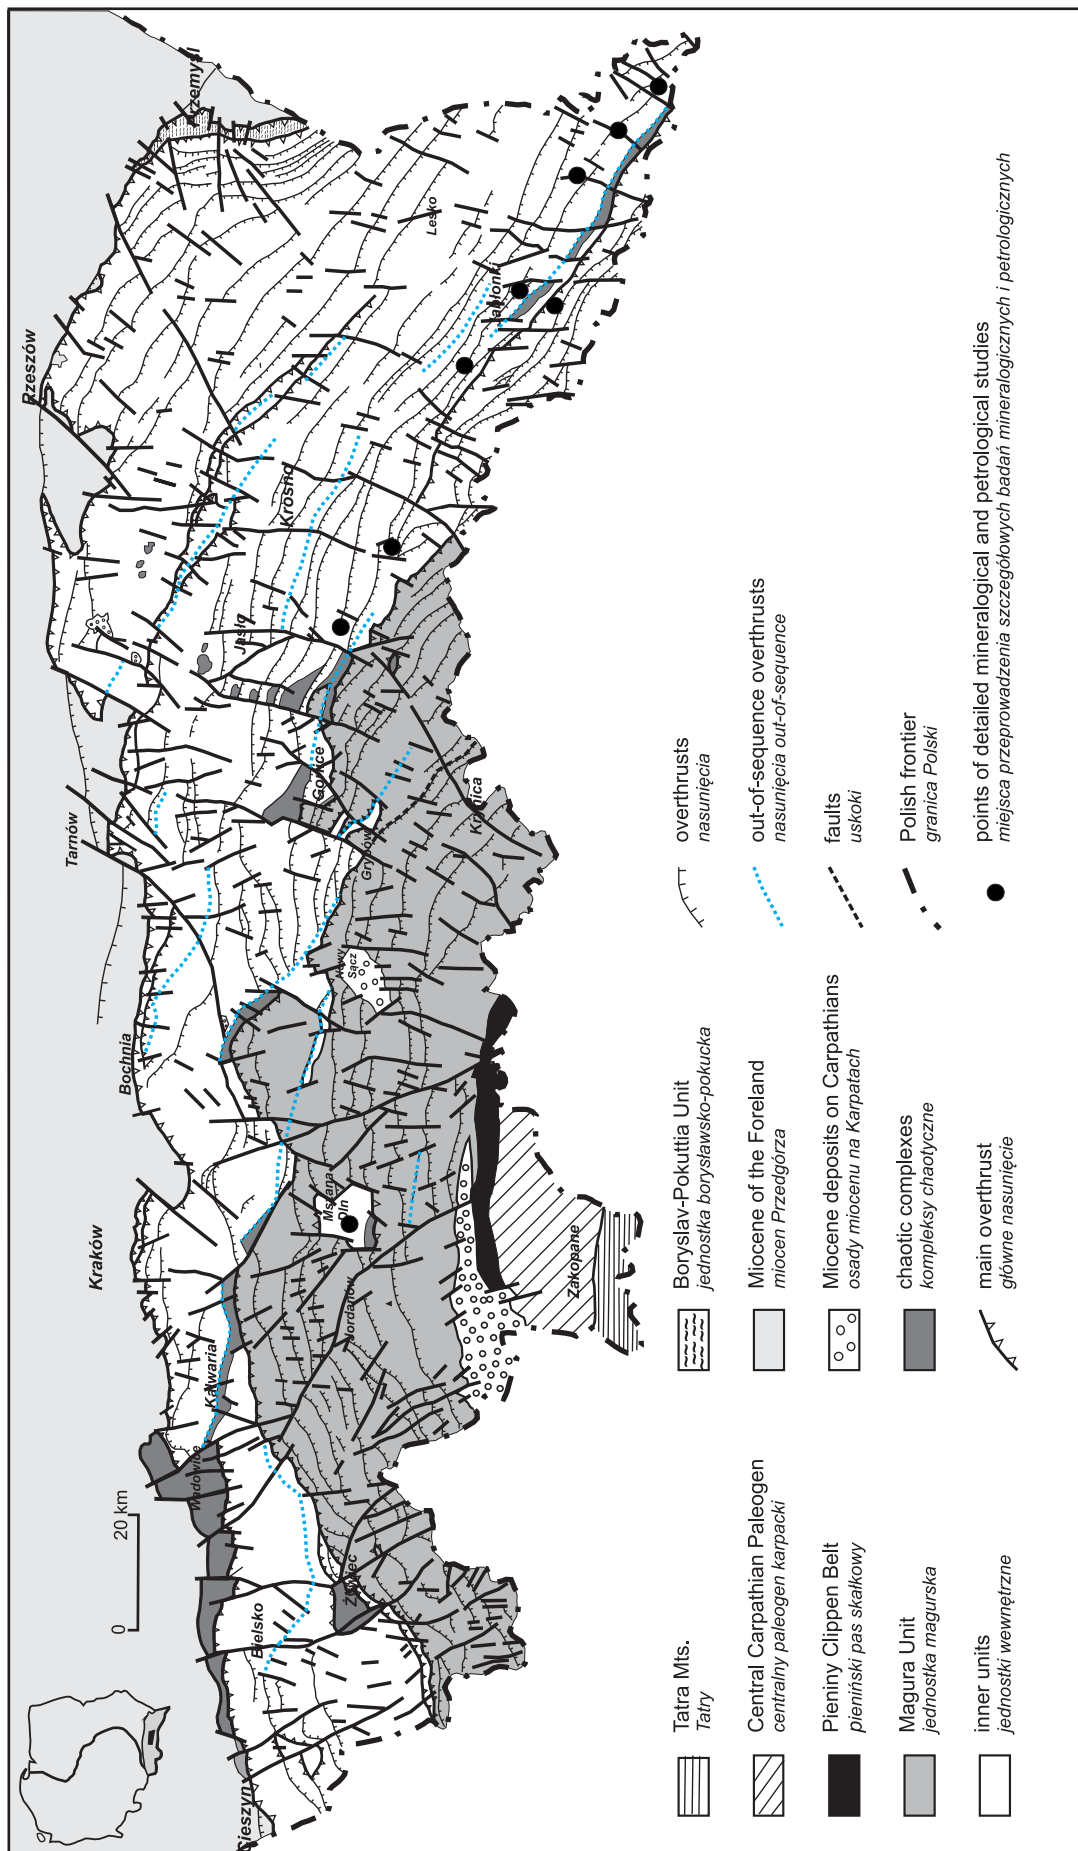 0 20 km
Cieszyn
Bielsko
Żywiec
Wadowice
Kalwaria
Kraków
Jordanów
Mszana
Dln
Zakopane
Bochnia
Nowy
Sącz
Tarnów
Grybów
Gorlice
Krynica
Jasło
Krosno
Rzeszów
Jabłonki
Lesko
Przemyśl
Tatra Mts.
Tatry
Central Carpathian Paleogen
centralny paleogen karpacki
Pieniny Clippen Belt
pieniński pas skałkowy
Magura Unit
jednostka magurska
inner units
jednostki wewnętrzne
Boryslav-Pokuttia Unit
jednostka borysławsko-pokucka
Miocene of the Foreland
miocen Przedgórza
Miocene deposits on Carpathians
osady miocenu na Karpatach
chaotic complexes
kompleksy chaotyczne
main overthrust
główne nasunięcie
overthrusts
nasunięcia
out-of-sequence overthrusts
nasunięcia out-of-sequence
faults
uskoki
Polish frontier
granica Polski
points of detailed mineralogical and petrological studies
miejsca przeprowadzenia szczegółowych badań mineralogicznych i petrologicznych